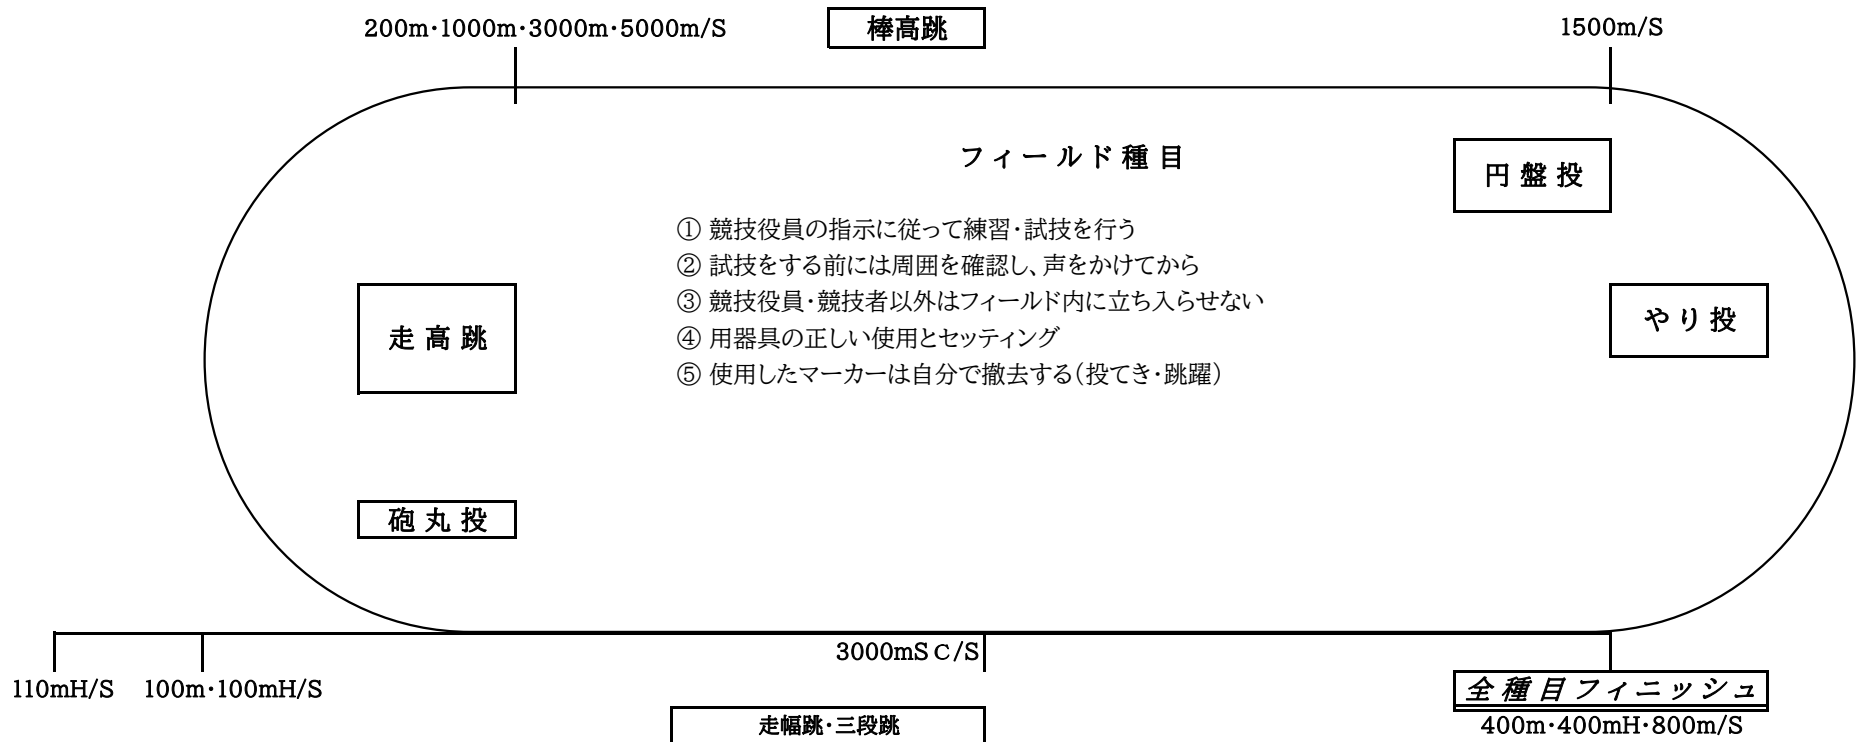 200m・1000m・3000m・5000m/S
棒高跳
1500m/S
フィールド種目
円盤投
① 競技役員の指示に従って練習・試技を行う
② 試技をする前には周囲を確認し、声をかけてから
③ 競技役員・競技者以外はフィールド内に立ち入らせない
④ 用器具の正しい使用とセッティング
⑤ 使用したマーカーは自分で撤去する（投てき・跳躍）
走高跳
やり投
砲丸投
3000mSC/S
110mH/S
100m・100mH/S
全種目フィニッシュ
走幅跳・三段跳
400m・400mH・800m/S